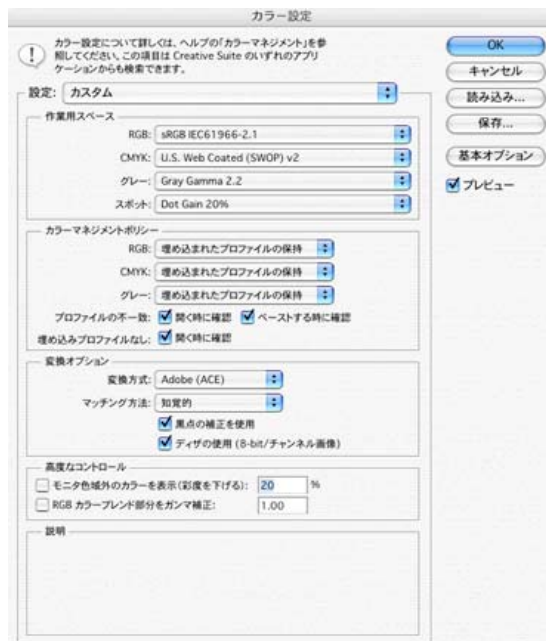 カラー設定
カラー設定について詳しくは、ヘルプの「カラーマネジメント」を参
照してください。この項目は Creative Suite のいずれのアプリ
ケーションからも検索できます。
設定: カスタム
作業用スペース
RGB: sRGB IEC61966-2.1
CMYK: U.S. Web Coated (SWOP) v2
グレー: Gray Gamma 2.2
スポット: Dot Gain 20%
カラーマネジメントポリシー
RGB: 埋め込まれたプロファイルの保持
CMYK: 埋め込まれたプロファイルの保持
グレー: 埋め込まれたプロファイルの保持
プロファイルの不一致: 開く時に確認 ペーストする時に確認
埋め込みプロファイルなし: 開く時に確認
変換オプション
変換方式: Adobe (ACE)
マッチング方法: 知覚的
黒点の補正を使用
ディザの使用 (8-bit/チャンネル画像)
高度なコントロール
モニタ色域外のカラーを表示(彩度を下げる): 20 %
RGB カラーブレンド部分をガンマ補正: 1.00
説明
OK
キャンセル
読み込み...
保存...
基本オプション
プレビュー